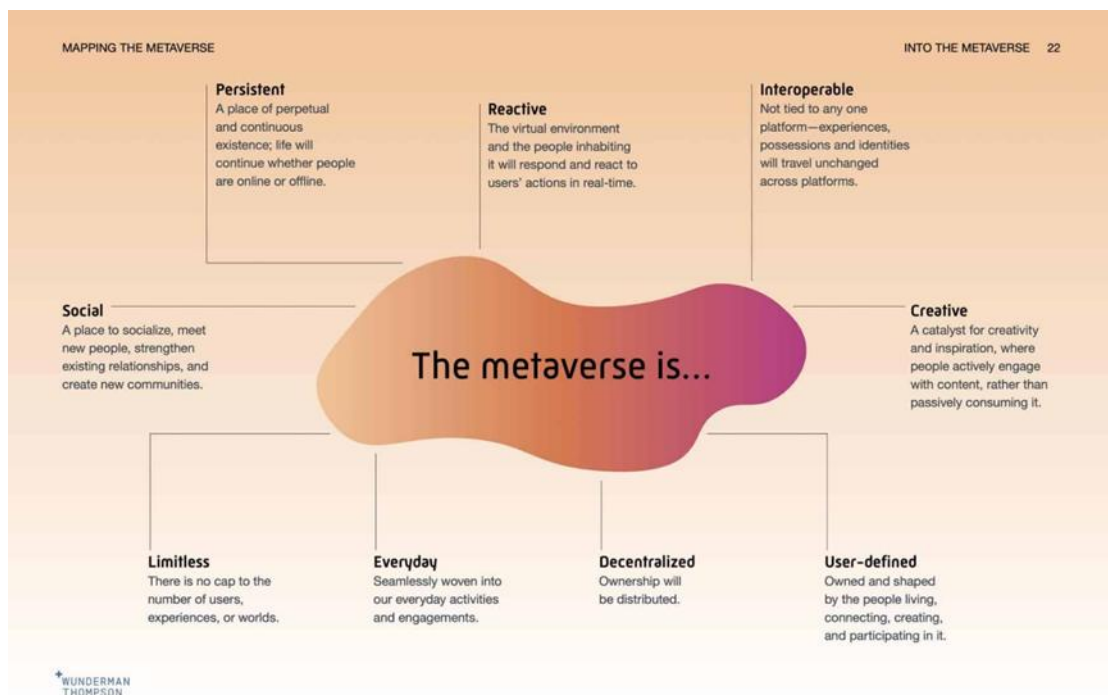 MAPPING THE METAVERSE
INTO THE METAVERSE 22
Persistent
A place of perpetual
and continuous
existence; life will
continue whether people
are online or offline.
Reactive
The virtual environment
and the people inhabiting
it will respond and react to
users' actions in real-time.
Interoperable
Not tied to any one
platform—experiences,
possessions and identities
will travel unchanged
across platforms.
Social
A place to socialize, meet
new people, strengthen
existing relationships, and
create new communities.
The metaverse is...
Creative
A catalyst for creativity
and inspiration, where
people actively engage
with content, rather than
passively consuming it.
Limitless
There is no cap to the
number of users,
experiences, or worlds.
Everyday
Seamlessly woven into
our everyday activities
and engagements.
Decentralized
Ownership will
be distributed.
User-defined
Owned and shaped
by the people living,
connecting, creating,
and participating in it.
+WUNDERMAN
THOMPSON